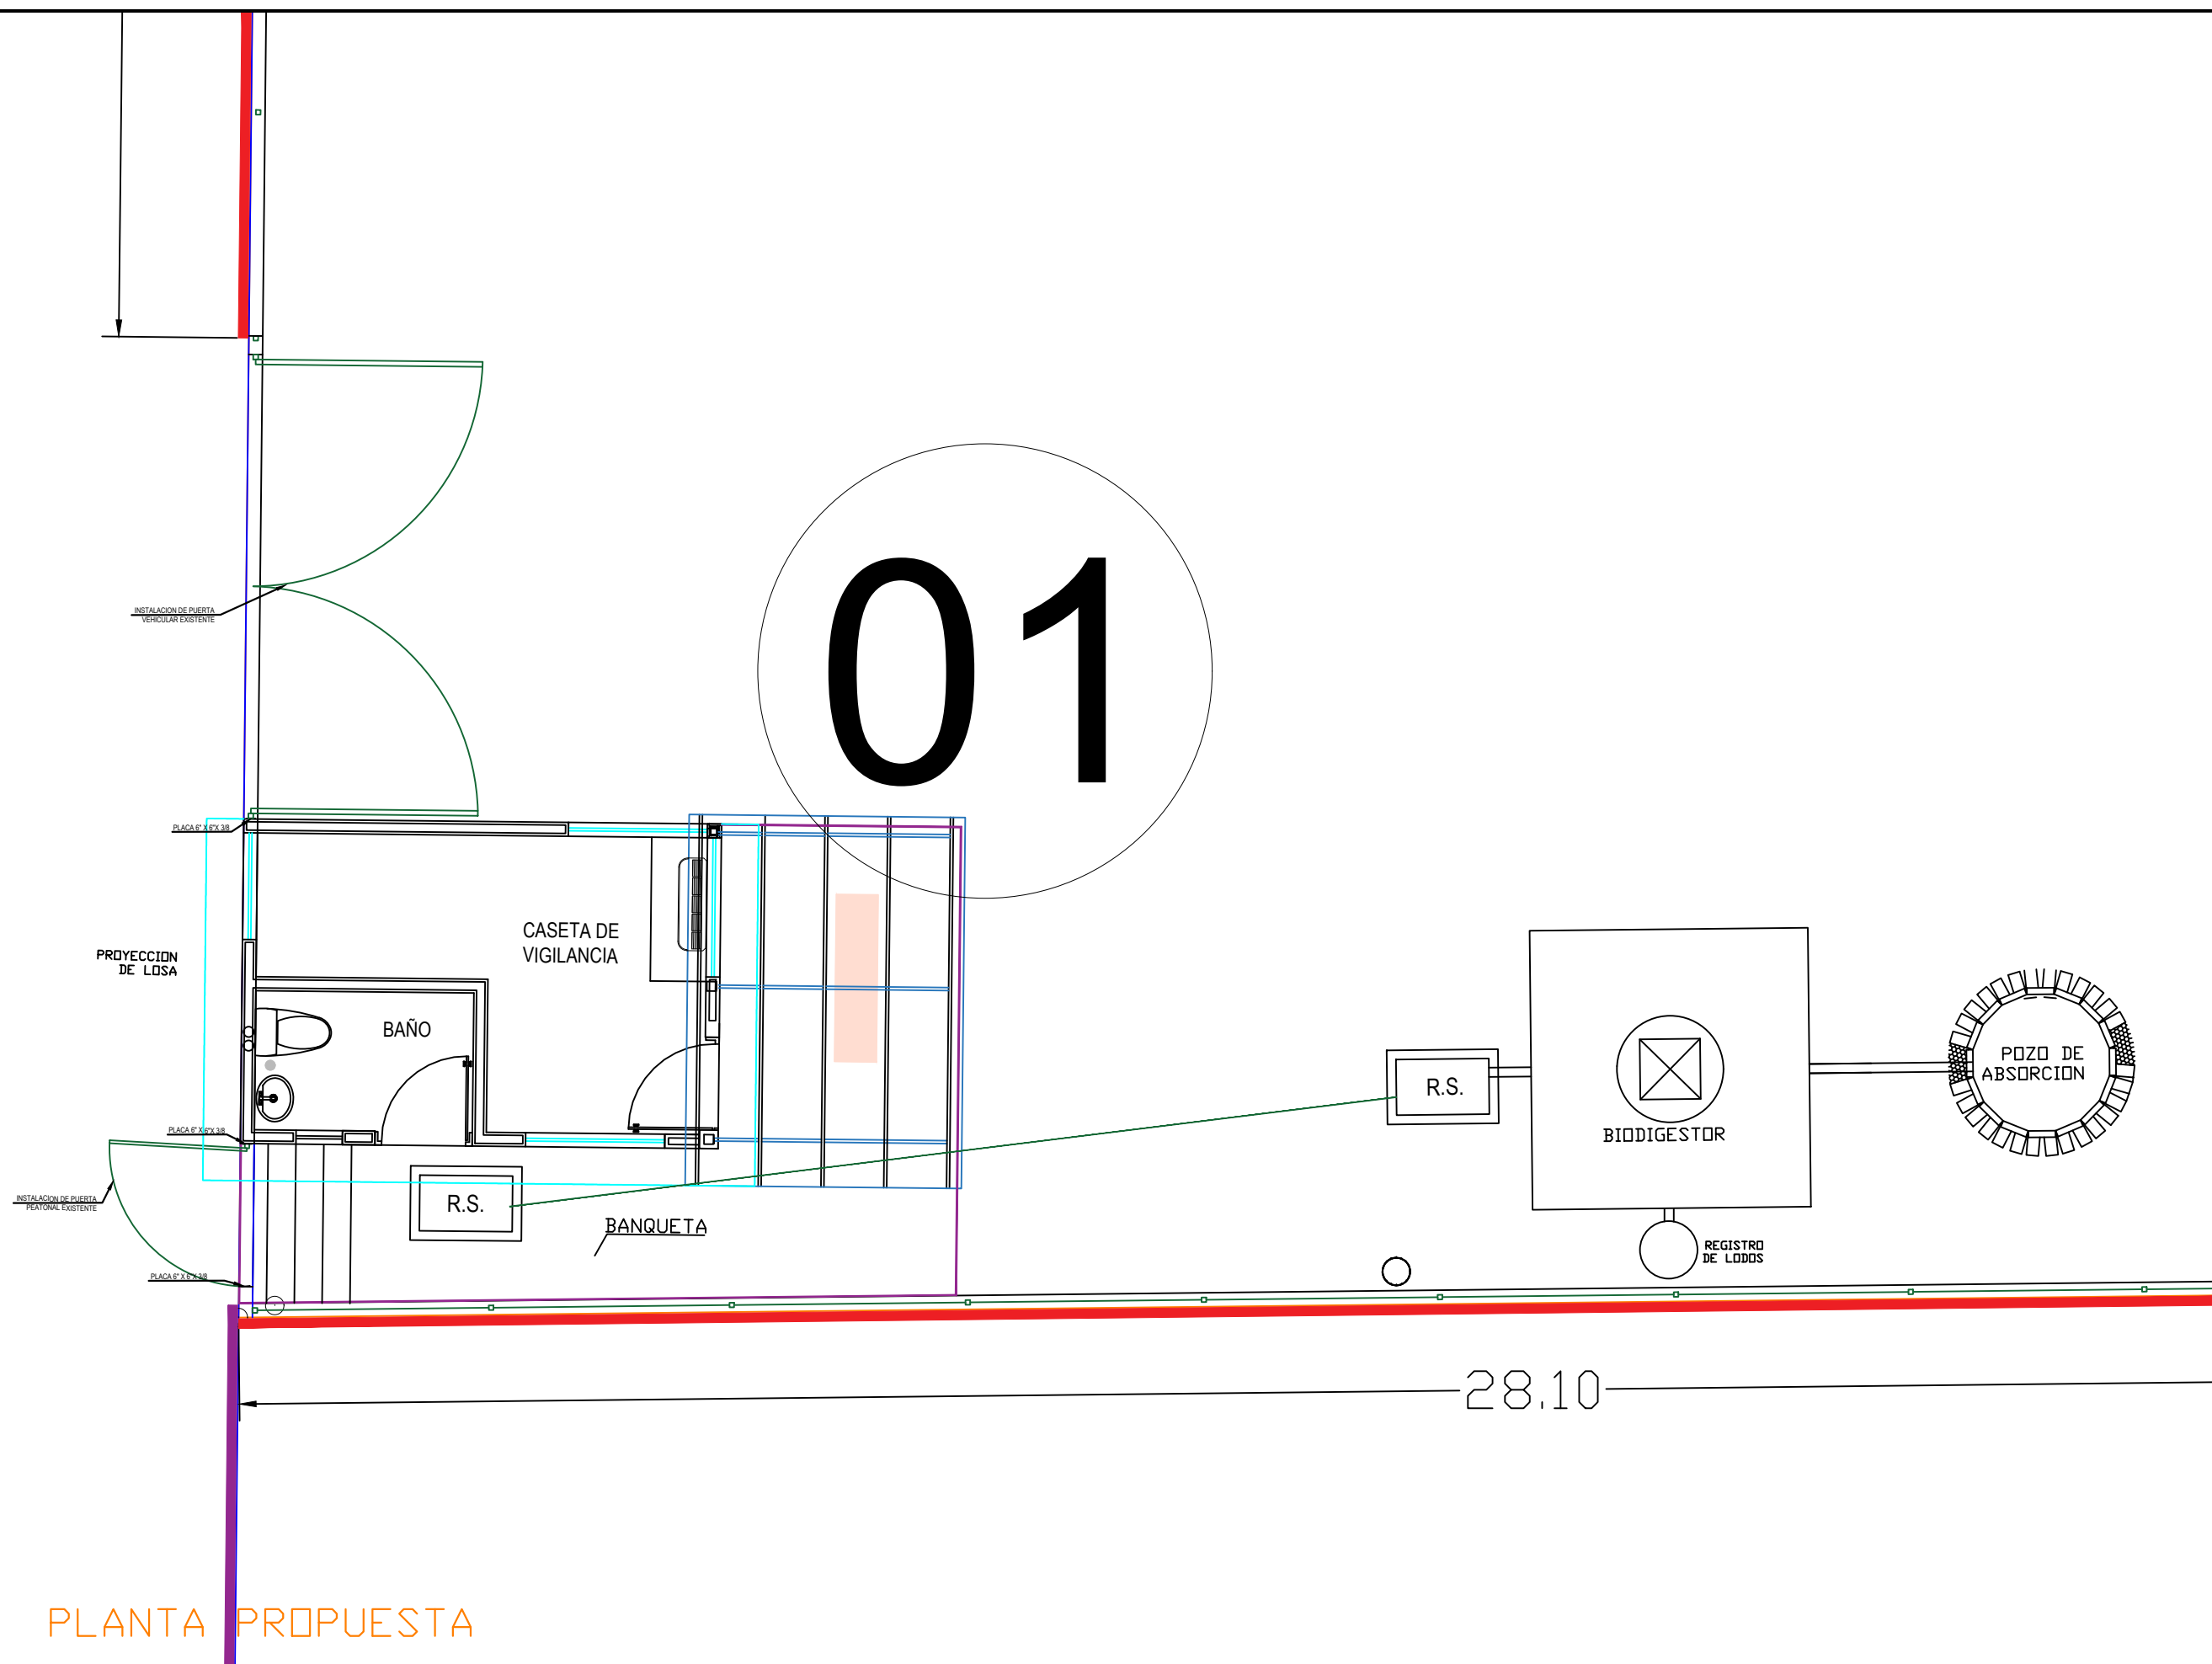 01
INSTALACION DE PUERTA
VEHICULAR EXISTENTE
PLACA 6" X 6"X 3/8
CASETA DE
VIGILANCIA
PROYECCION
DE LOSA
BAÑO
POZO DE
ABSORCION
R.S.
BIODIGESTOR
PLACA 6" X 6"X 3/8
INSTALACION DE PUERTA
PEATONAL EXISTENTE
R.S.
BANQUETA
REGISTRO
DE LODOS
PLACA 6" X 6"X 3/8
28.10
PLANTA PROPUESTA